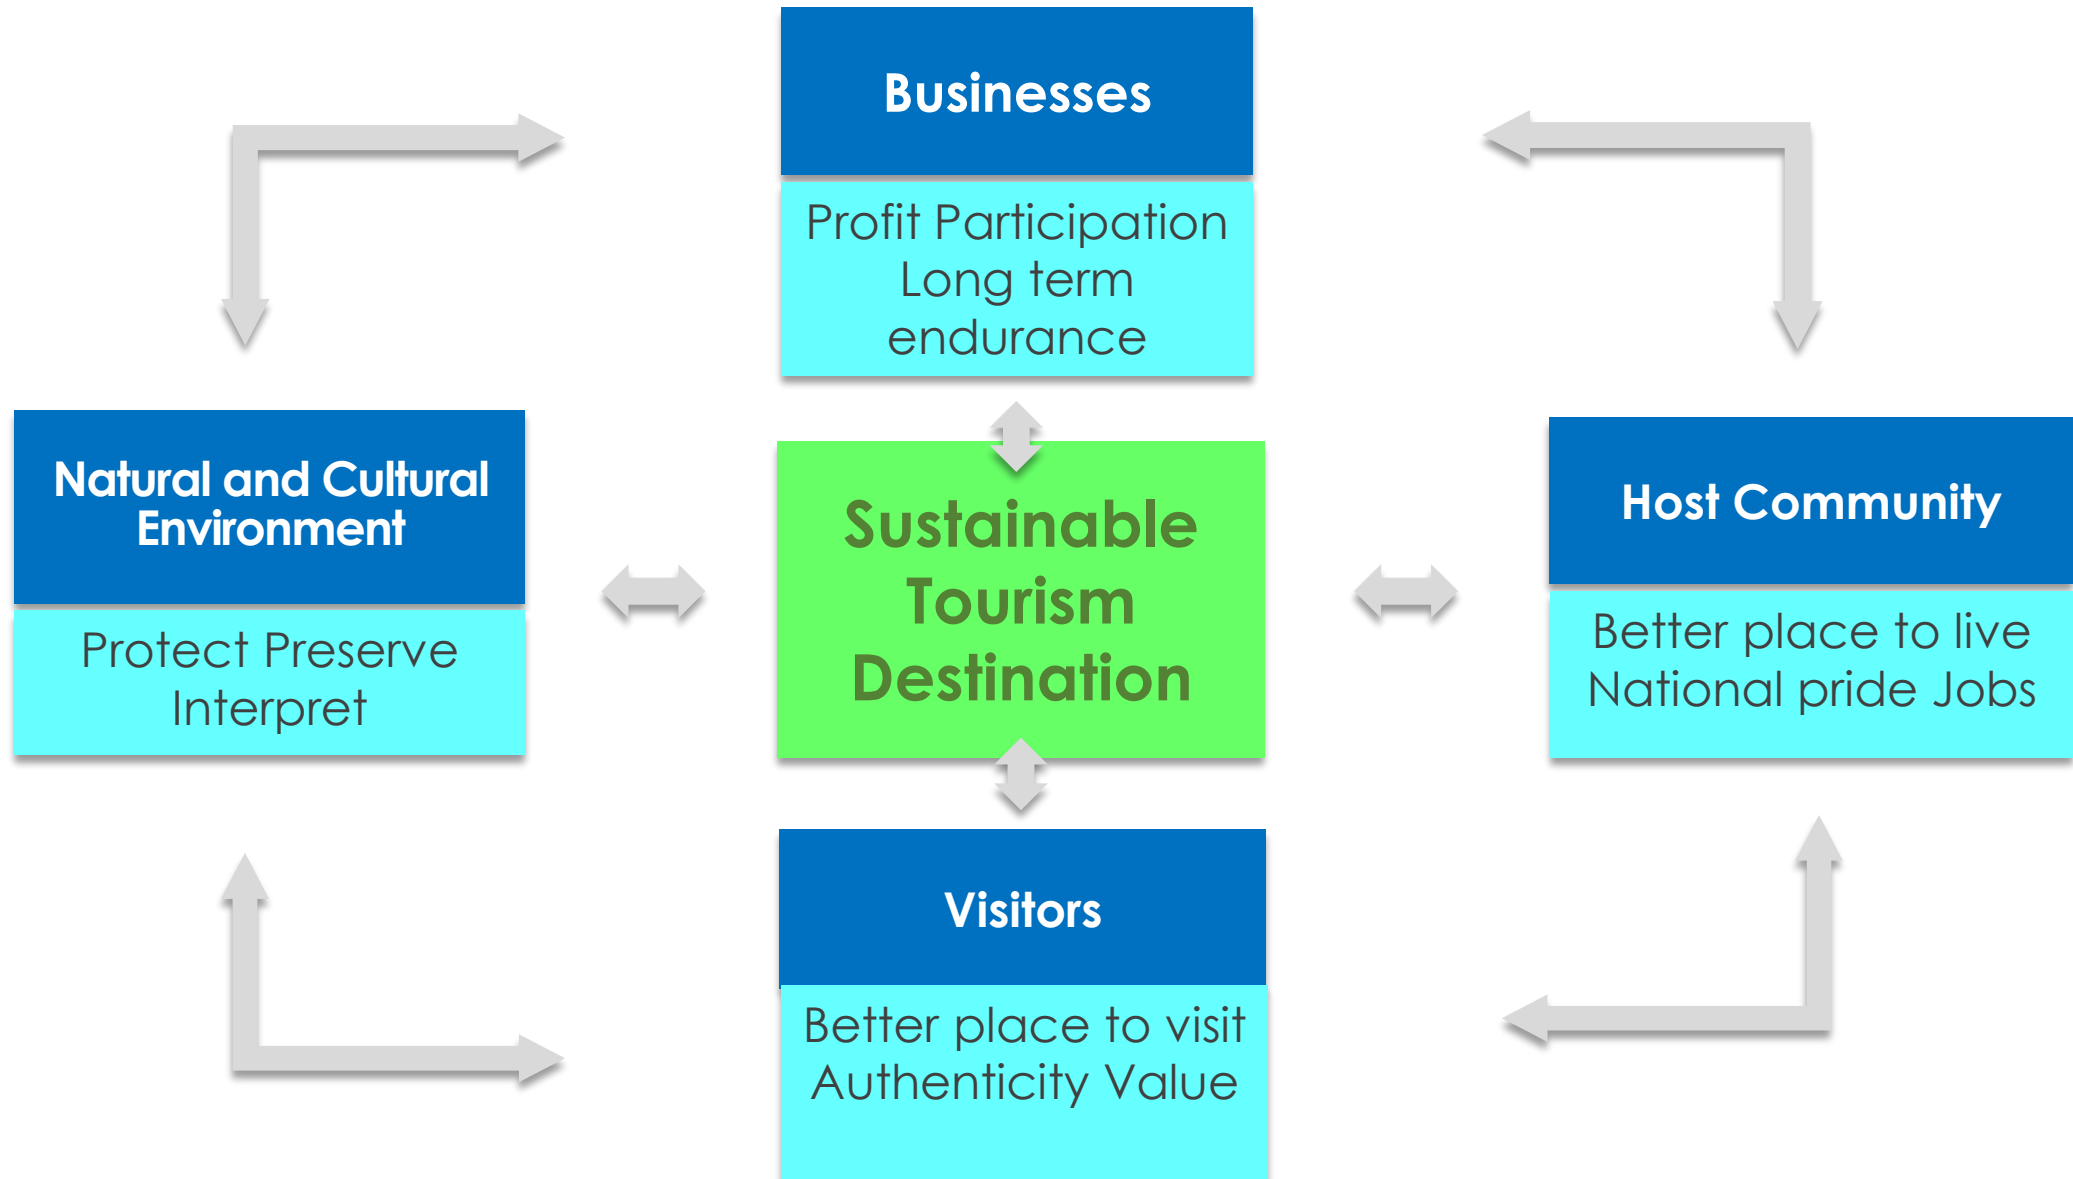 Businesses
Profit Participation
Long term
endurance
Natural and Cultural
Environment
Protect Preserve
Interpret
Sustainable
Tourism
Destination
Host Community
Better place to live
National pride Jobs
Visitors
Better place to visit
Authenticity Value